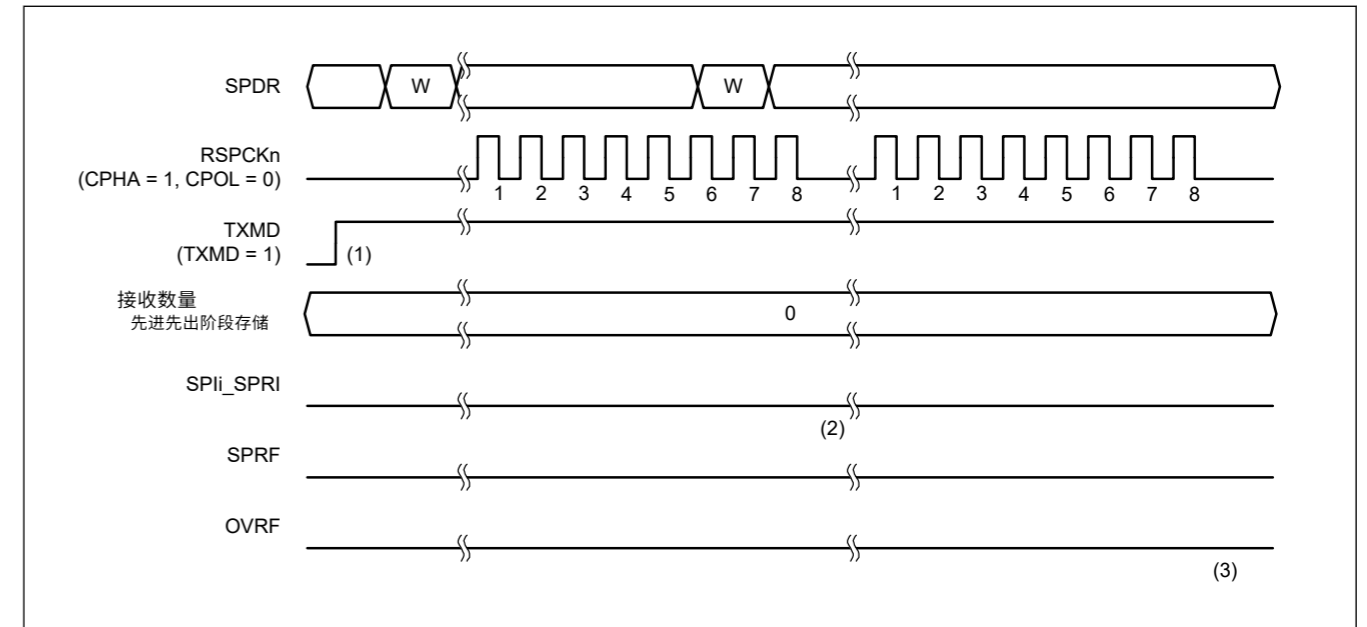 SPDR W W
RSPCKn
(CPHA = 1, CPOL = 0)
1 2 3 4 5 6 7 8 1 2 3 4 5 6 7 8
TXMD
(TXMD = 1) (1)
接收数量
先进先出阶段存储
0
SPIi_SPRI
(2)
SPRF
OVRF
(3)